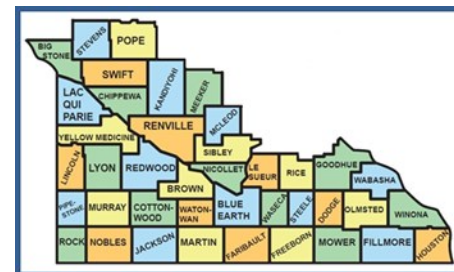 BIG
STONE
STEVENS
POPE
SWIFT
LAC
QUI
PARIE
CHIPPEWA
KANDIYOHI
MEEKER
MCLEOD
RENVILLE
YELLOW MEDICINE
SIBLEY
LINCOLN
LYON
REDWOOD
NICOLLET
LE
SUEUR
RICE
GOODHUE
WABASHA
BROWN
PIPE-
STONE
MURRAY
COTTON-
WOOD
WATON-
WAN
BLUE
EARTH
WASECA
STEELE
DODGE
OLMSTED
WINONA
ROCK
NOBLES
JACKSON
MARTIN
FARIBAULT
FREEBORN
MOWER
FILLMORE
HOUSTON